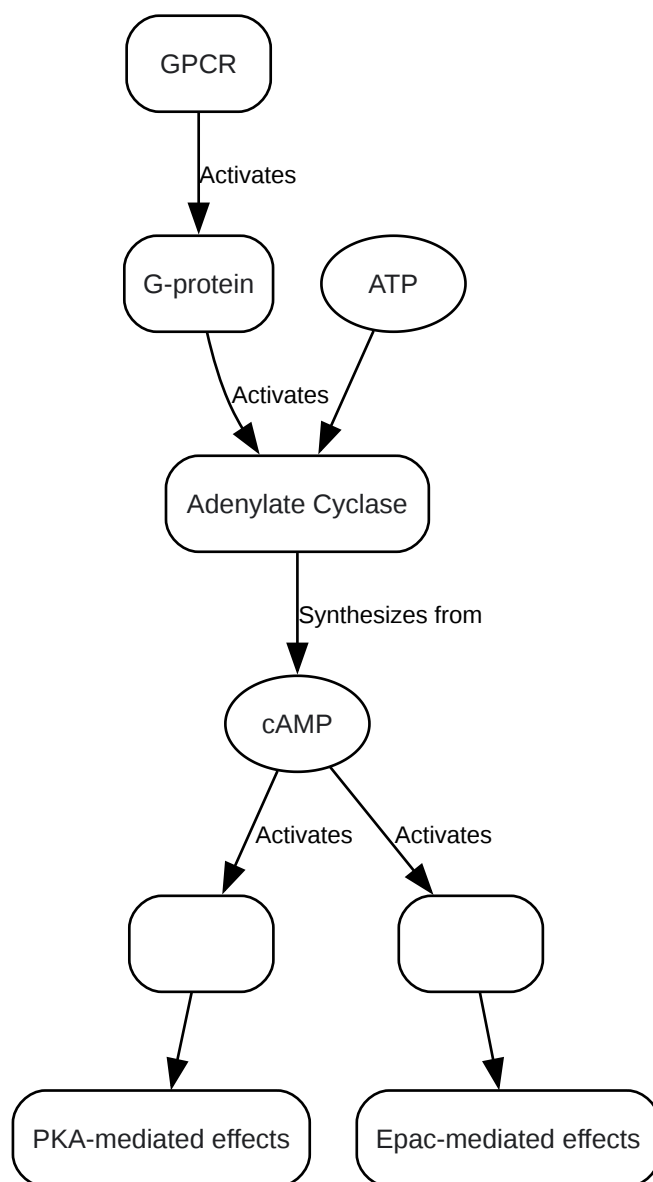 GPCR
Activates
G-protein
ATP
Activates
Adenylate Cyclase
Synthesizes from
cAMP
Activates
Activates
PKA-mediated effects
Epac-mediated effects